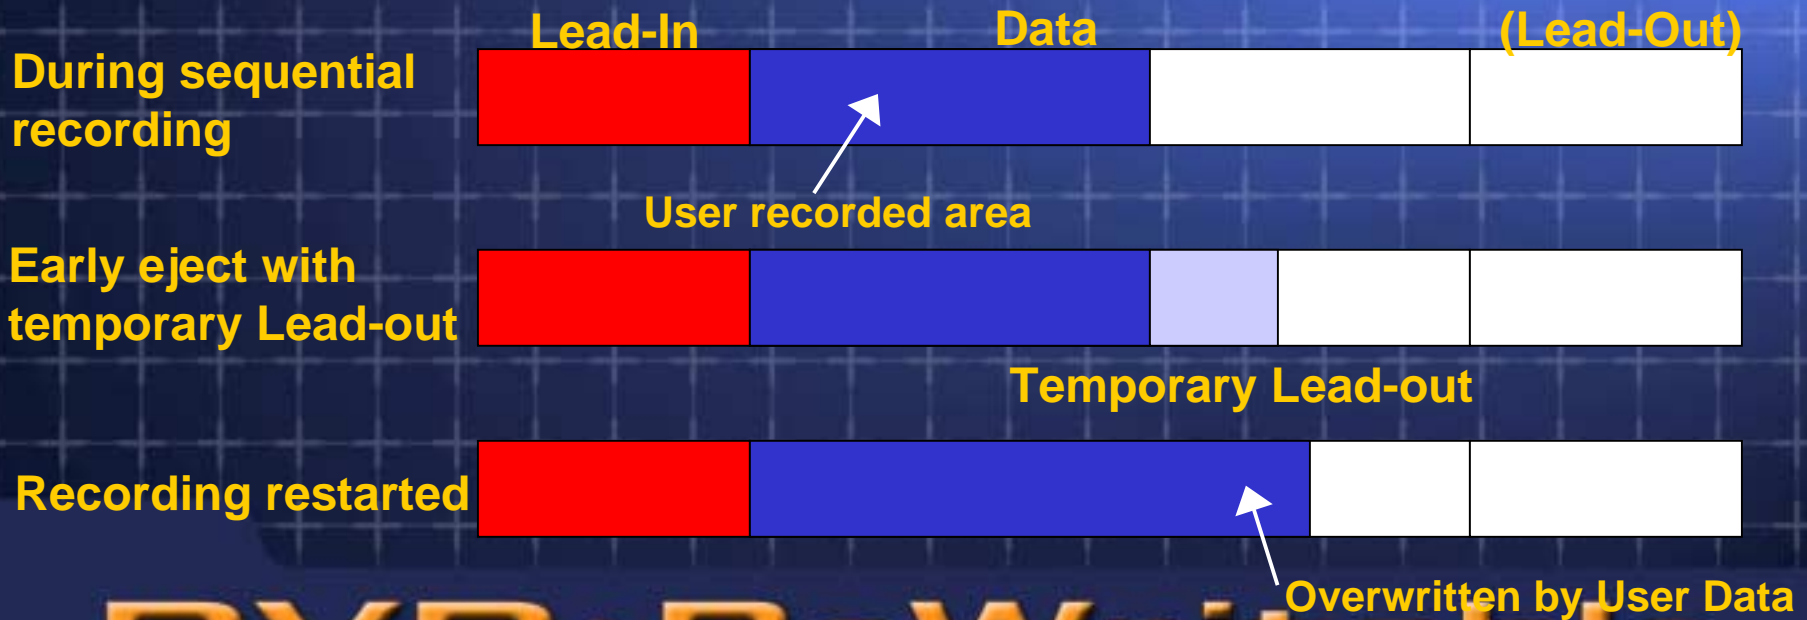 Lead-In
Data
(Lead-Out)
During sequential
recording
User recorded area
Early eject with
temporary Lead-out
Temporary Lead-out
Recording restarted
Overwritten by User Data